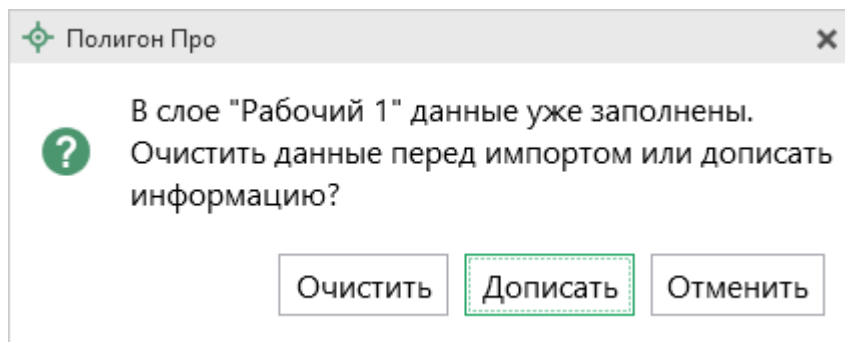 Полигон Про
В слое "Рабочий 1" данные уже заполнены.
Очистить данные перед импортом или дописать
информацию?
Очистить Дописать Отменить